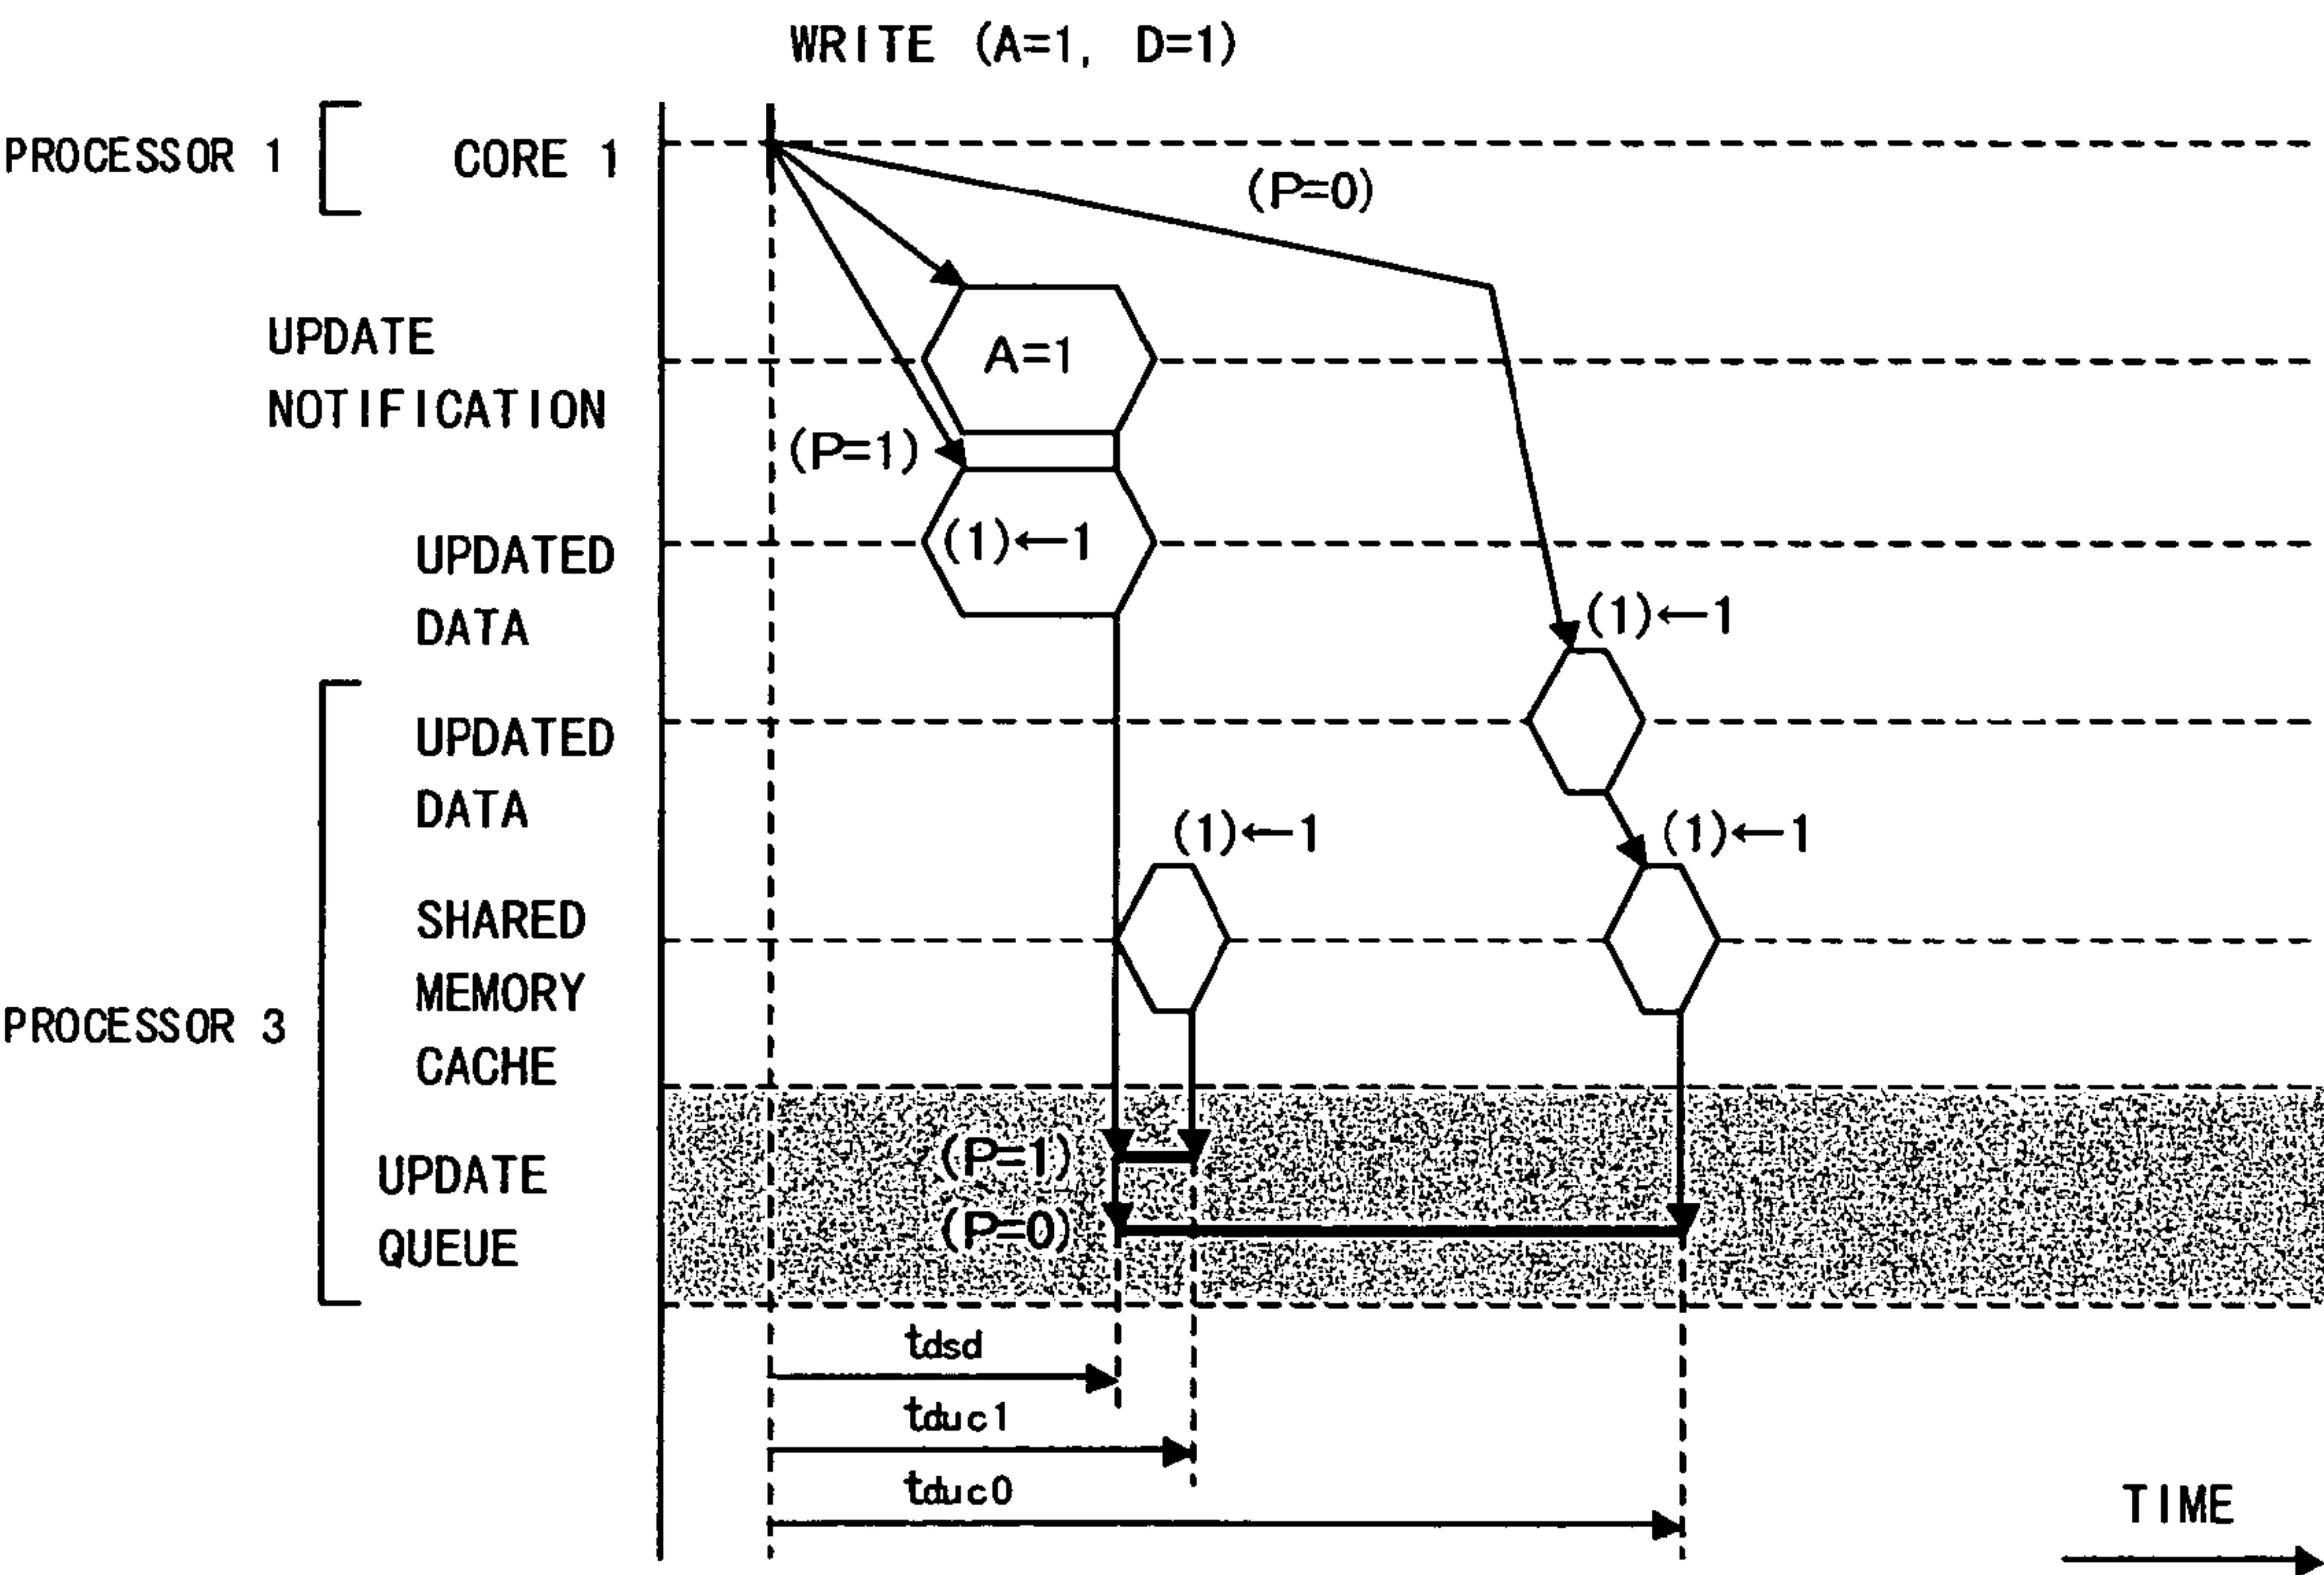 WRITE (A=1, D=1)
PROCESSOR 1
CORE 1
(P=0)
UPDATE
NOTIFICATION
A=1
(P=1)
UPDATED
DATA
(1)←1
(1)←1
UPDATED
DATA
(1)←1
(1)←1
SHARED
MEMORY
CACHE
PROCESSOR 3
UPDATE
QUEUE
(P=1)
(P=0)
tdsd
tduc1
tduc0
TIME